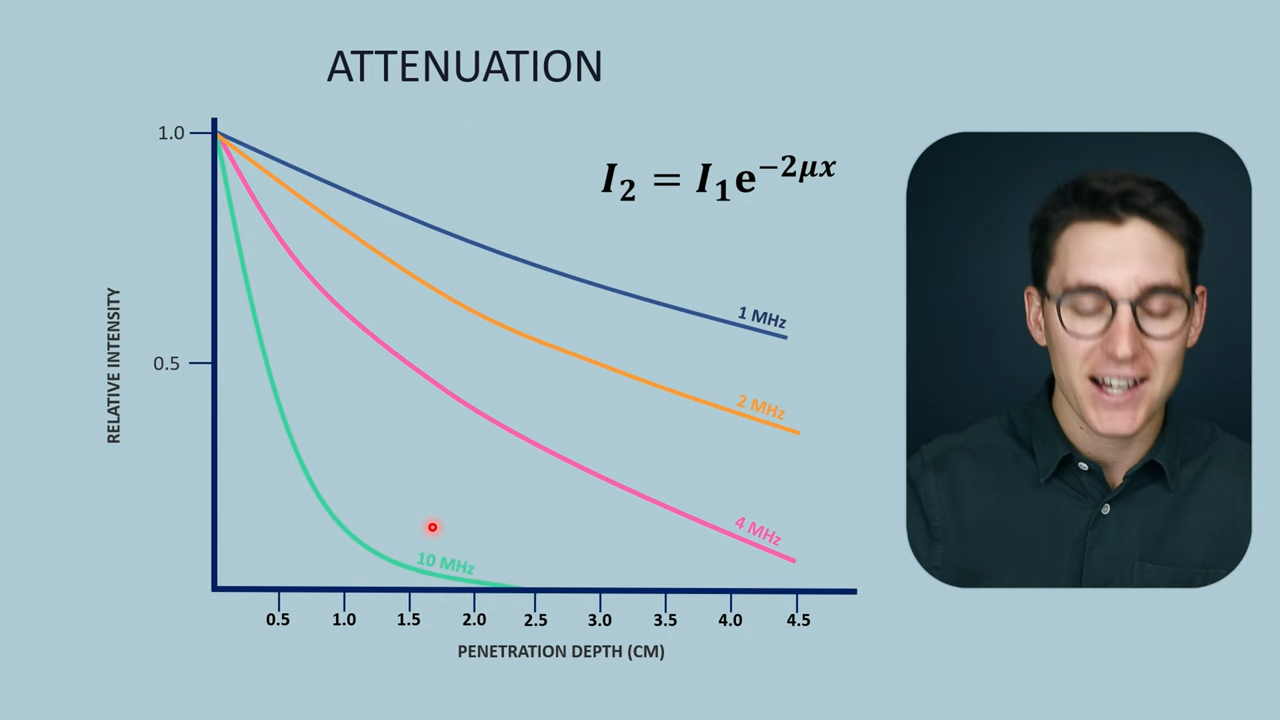 ATTENUATION
1.0
I₂ = I₁e^−2μx
RELATIVE INTENSITY
1 MHz
0.5
2 MHz
4 MHz
10 MHz
0.5 1.0 1.5 2.0 2.5 3.0 3.5 4.0 4.5
PENETRATION DEPTH (CM)